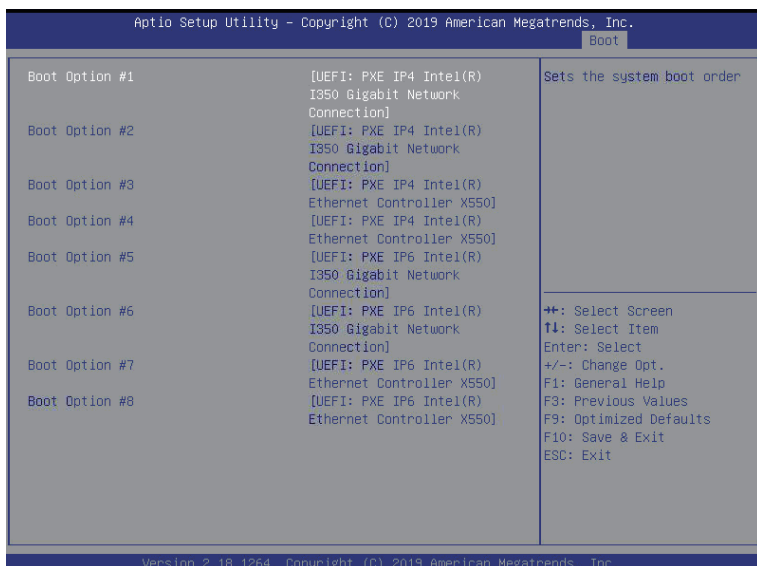 Aptio Setup Utility – Copyright (C) 2019 American Megatrends, Inc.
Boot
Boot Option #1 [UEFI: PXE IP4 Intel(R)
I350 Gigabit Network
Connection]
Boot Option #2 [UEFI: PXE IP4 Intel(R)
I350 Gigabit Network
Connection]
Boot Option #3 [UEFI: PXE IP4 Intel(R)
Ethernet Controller X550]
Boot Option #4 [UEFI: PXE IP4 Intel(R)
Ethernet Controller X550]
Boot Option #5 [UEFI: PXE IP6 Intel(R)
I350 Gigabit Network
Connection]
Boot Option #6 [UEFI: PXE IP6 Intel(R)
I350 Gigabit Network
Connection]
Boot Option #7 [UEFI: PXE IP6 Intel(R)
Ethernet Controller X550]
Boot Option #8 [UEFI: PXE IP6 Intel(R)
Ethernet Controller X550]
Sets the system boot order
→←: Select Screen
↑↓: Select Item
Enter: Select
+/-: Change Opt.
F1: General Help
F3: Previous Values
F9: Optimized Defaults
F10: Save & Exit
ESC: Exit
Version 2.18.1264. Copyright (C) 2019 American Megatrends, Inc.